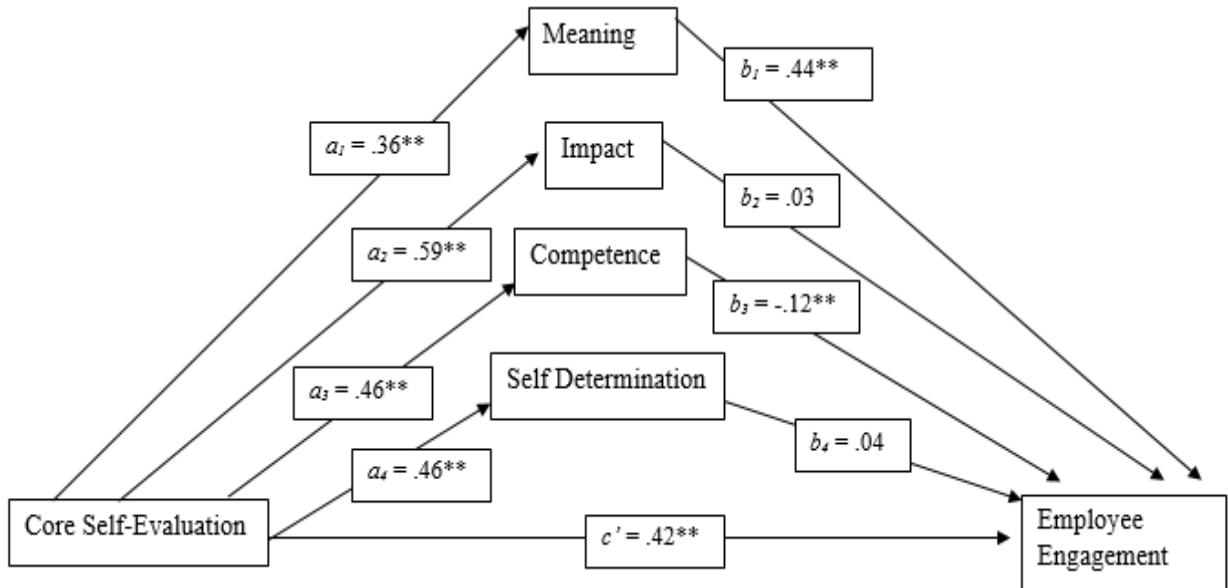 Meaning
b₁ = .44**
a₁ = .36**
Impact
b₂ = .03
a₂ = .59**
Competence
b₃ = -.12**
a₃ = .46**
Self Determination
b₄ = .04
a₄ = .46**
Core Self-Evaluation
c’ = .42**
Employee
Engagement